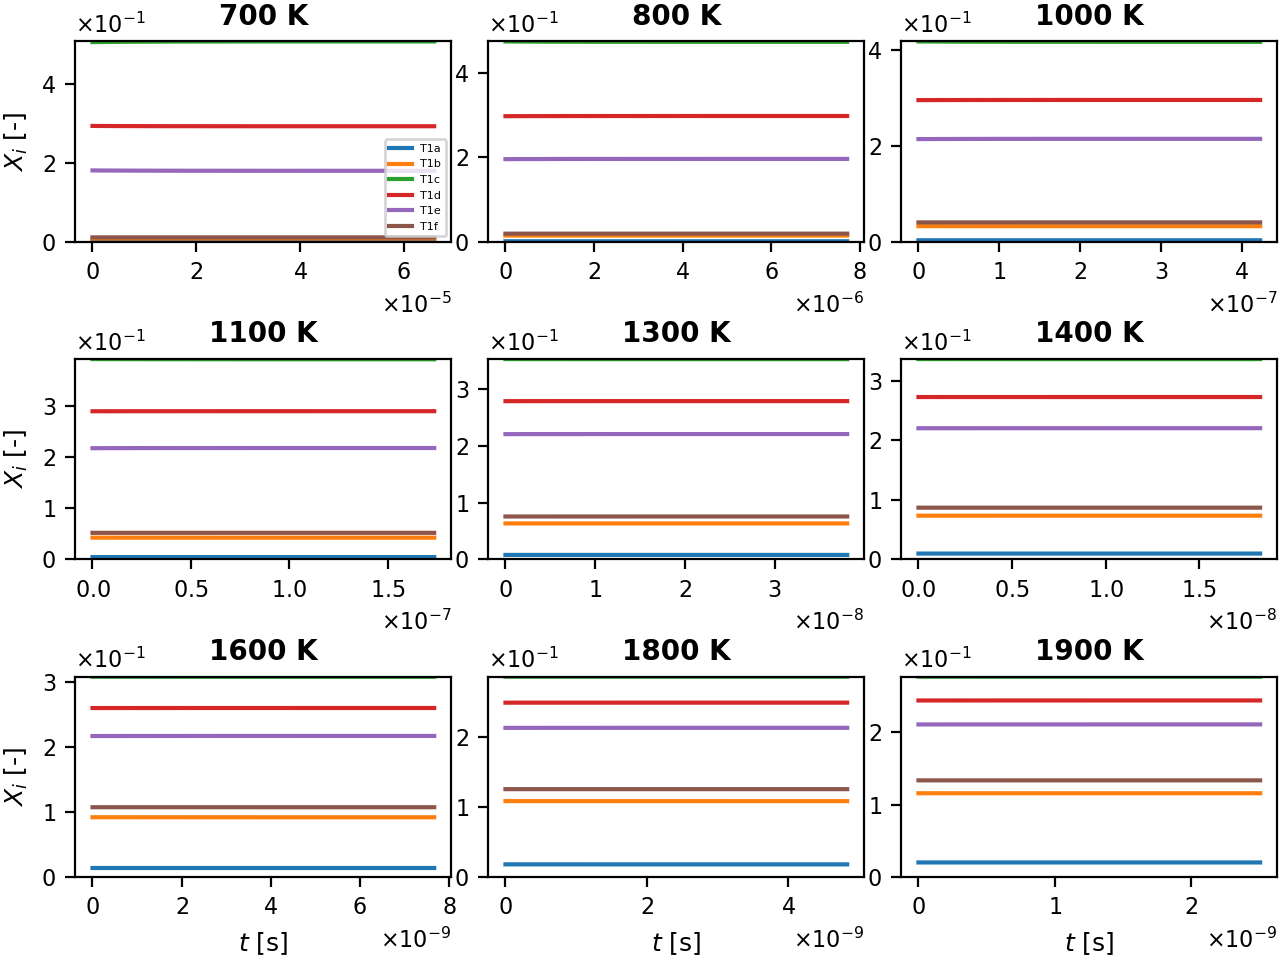 ×10⁻¹ 700 K ×10⁻¹ 800 K ×10⁻¹ 1000 K
4 4 4
Xᵢ [-]
2 2 2
0 0 0
T1a
T1b
T1c
T1d
T1e
T1f
0 2 4 6 0 2 4 6 8 0 1 2 3 4
×10⁻⁵ ×10⁻⁶ ×10⁻⁷
×10⁻¹ 1100 K ×10⁻¹ 1300 K ×10⁻¹ 1400 K
3 3 3
Xᵢ [-]
2 2 2
1 1 1
0 0 0
0.0 0.5 1.0 1.5 0 1 2 3 0.0 0.5 1.0 1.5
×10⁻⁷ ×10⁻⁸ ×10⁻⁸
×10⁻¹ 1600 K ×10⁻¹ 1800 K ×10⁻¹ 1900 K
3
2 2 2
Xᵢ [-]
1 1 1
0 0 0
0 2 4 6 8 0 2 4 0 1 2
t [s] ×10⁻⁹ t [s] ×10⁻⁹ t [s] ×10⁻⁹